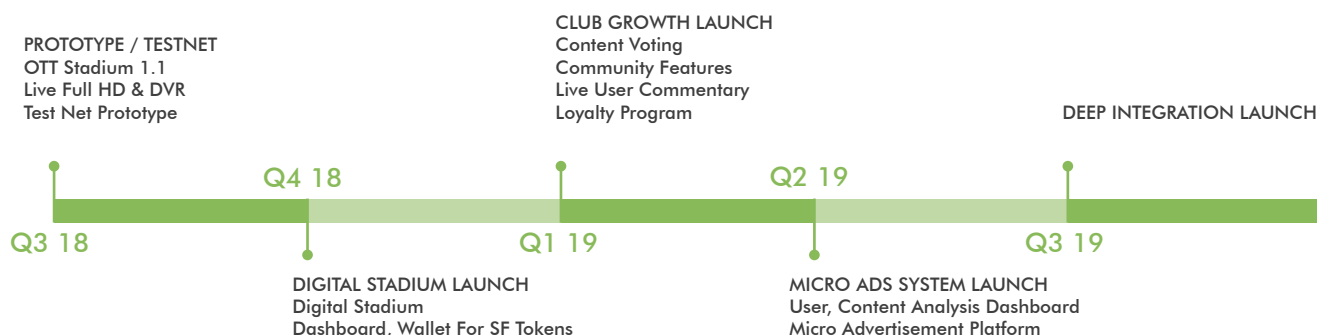 PROTOTYPE / TESTNET
OTT Stadium 1.1
Live Full HD & DVR
Test Net Prototype
Q3 18
Q4 18
DIGITAL STADIUM LAUNCH
Digital Stadium
Dashboard, Wallet For SF Tokens
CLUB GROWTH LAUNCH
Content Voting
Community Features
Live User Commentary
Loyalty Program
Q1 19
Q2 19
MICRO ADS SYSTEM LAUNCH
User, Content Analysis Dashboard
Micro Advertisement Platform
DEEP INTEGRATION LAUNCH
Q3 19